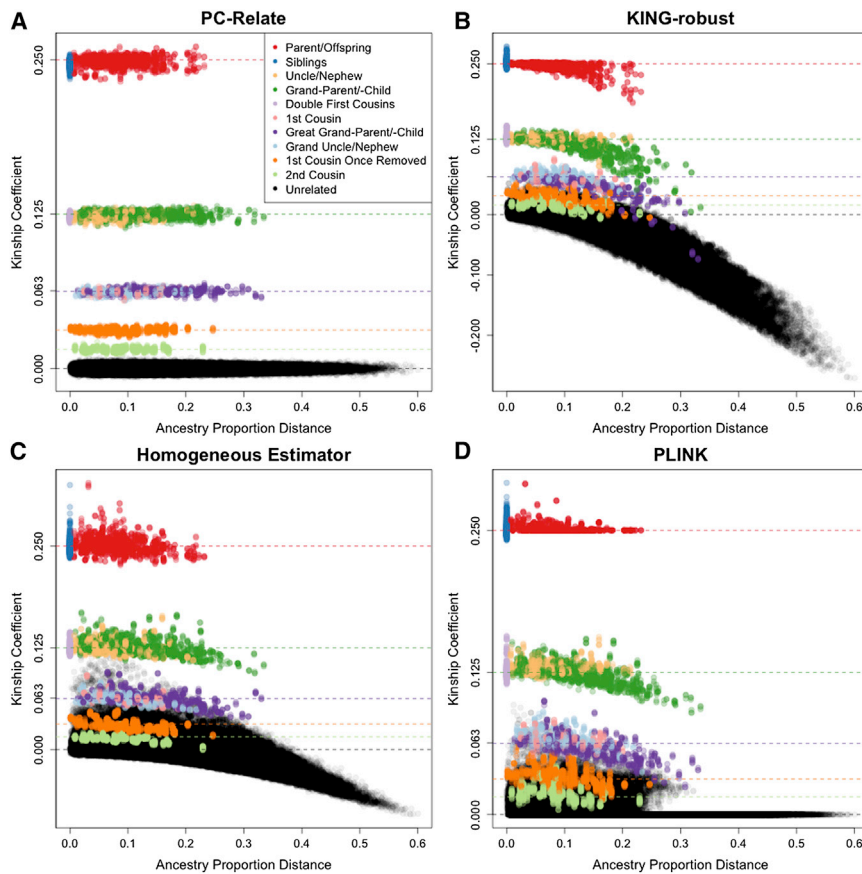 A
PC-Relate
Kinship Coefficient
0.250
0.125
0.063
0.000
Parent/Offspring
Siblings
Uncle/Nephew
Grand-Parent/-Child
Double First Cousins
1st Cousin
Great Grand-Parent/-Child
Grand Uncle/Nephew
1st Cousin Once Removed
2nd Cousin
Unrelated
0.0 0.1 0.2 0.3 0.4 0.5 0.6
Ancestry Proportion Distance
B
KING-robust
Kinship Coefficient
0.250
0.125
0.000
-0.100
-0.200
0.0 0.1 0.2 0.3 0.4 0.5 0.6
Ancestry Proportion Distance
C
Homogeneous Estimator
Kinship Coefficient
0.250
0.125
0.063
0.000
0.0 0.1 0.2 0.3 0.4 0.5 0.6
Ancestry Proportion Distance
D
PLINK
Kinship Coefficient
0.250
0.125
0.063
0.000
0.0 0.1 0.2 0.3 0.4 0.5 0.6
Ancestry Proportion Distance